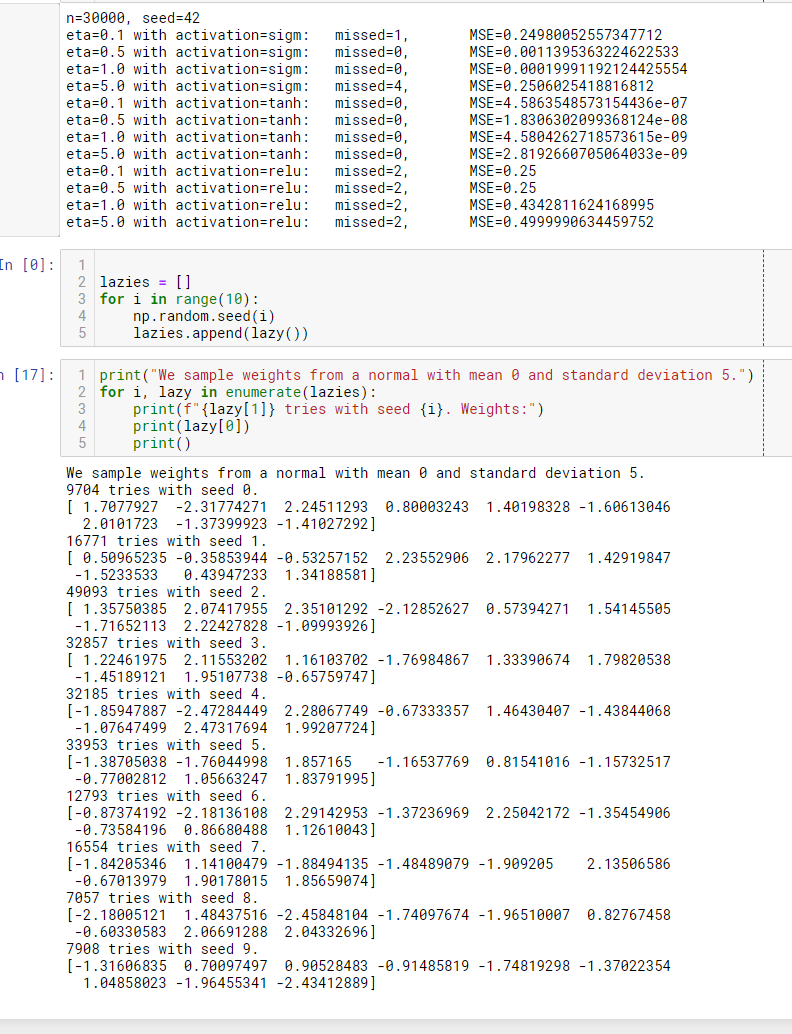 n=30000, seed=42
eta=0.1 with activation=sigm:   missed=1,       MSE=0.24980052557347712
eta=0.5 with activation=sigm:   missed=0,       MSE=0.0011395363224622533
eta=1.0 with activation=sigm:   missed=0,       MSE=0.00019991192124425554
eta=5.0 with activation=sigm:   missed=4,       MSE=0.2506025418816812
eta=0.1 with activation=tanh:   missed=0,       MSE=4.5863548573154436e-07
eta=0.5 with activation=tanh:   missed=0,       MSE=1.8306302099368124e-08
eta=1.0 with activation=tanh:   missed=0,       MSE=4.5804262718573615e-09
eta=5.0 with activation=tanh:   missed=0,       MSE=2.8192660705064033e-09
eta=0.1 with activation=relu:   missed=2,       MSE=0.25
eta=0.5 with activation=relu:   missed=2,       MSE=0.25
eta=1.0 with activation=relu:   missed=2,       MSE=0.4342811624166995
eta=5.0 with activation=relu:   missed=2,       MSE=0.4999990634459752
In [0]: 1
2 lazies = []
3 for i in range(10):
4     np.random.seed(i)
5     lazies.append(lazy())
n [17]: 1 print("We sample weights from a normal with mean 0 and standard deviation 5.")
2 for i, lazy in enumerate(lazies):
3     print(f"{lazy[1]} tries with seed {i}. Weights:")
4     print(lazy[0])
5     print()
We sample weights from a normal with mean 0 and standard deviation 5.
9704 tries with seed 0.
[ 1.7077927  -2.31774271  2.24511293  0.80003243  1.40198328 -1.60613046
  2.0101723  -1.37399923 -1.41027292]
16771 tries with seed 1.
[ 0.50965235 -0.35853944 -0.53257152  2.23552906  2.17962277  1.42919847
 -1.5233533   0.43947233  1.34188581]
49093 tries with seed 2.
[ 1.35750385  2.07417955  2.35101292 -2.12852627  0.57394271  1.54145505
 -1.71652113  2.22427828 -1.09993926]
32857 tries with seed 3.
[ 1.22461975  2.11553202  1.16103702 -1.76984867  1.33390674  1.79820538
 -1.45189121  1.95107738 -0.65759747]
32185 tries with seed 4.
[-1.85947887 -2.47284449  2.28067749 -0.67333357  1.46430407 -1.43844068
 -1.07647499  2.47317694  1.99207724]
33953 tries with seed 5.
[-1.38705038 -1.76044998  1.857165   -1.16537769  0.81541016 -1.15732517
 -0.77002812  1.05663247  1.83791995]
12793 tries with seed 6.
[-0.87374192 -2.18136108  2.29142953 -1.37236969  2.25042172 -1.35454906
 -0.73584196  0.86680488  1.12610043]
16554 tries with seed 7.
[-1.84205346  1.14100479 -1.88494135 -1.48489079 -1.909205    2.13506586
 -0.67013979  1.90178015  1.85659074]
7057 tries with seed 8.
[-2.18005121  1.48437516 -2.45848104 -1.74097674 -1.96510007  0.82767458
 -0.60330583  2.06691288  2.04332696]
7908 tries with seed 9.
[-1.31606835  0.70097497  0.90528483 -0.91485819 -1.74819298 -1.37022354
  1.04858023 -1.96455341 -2.43412889]